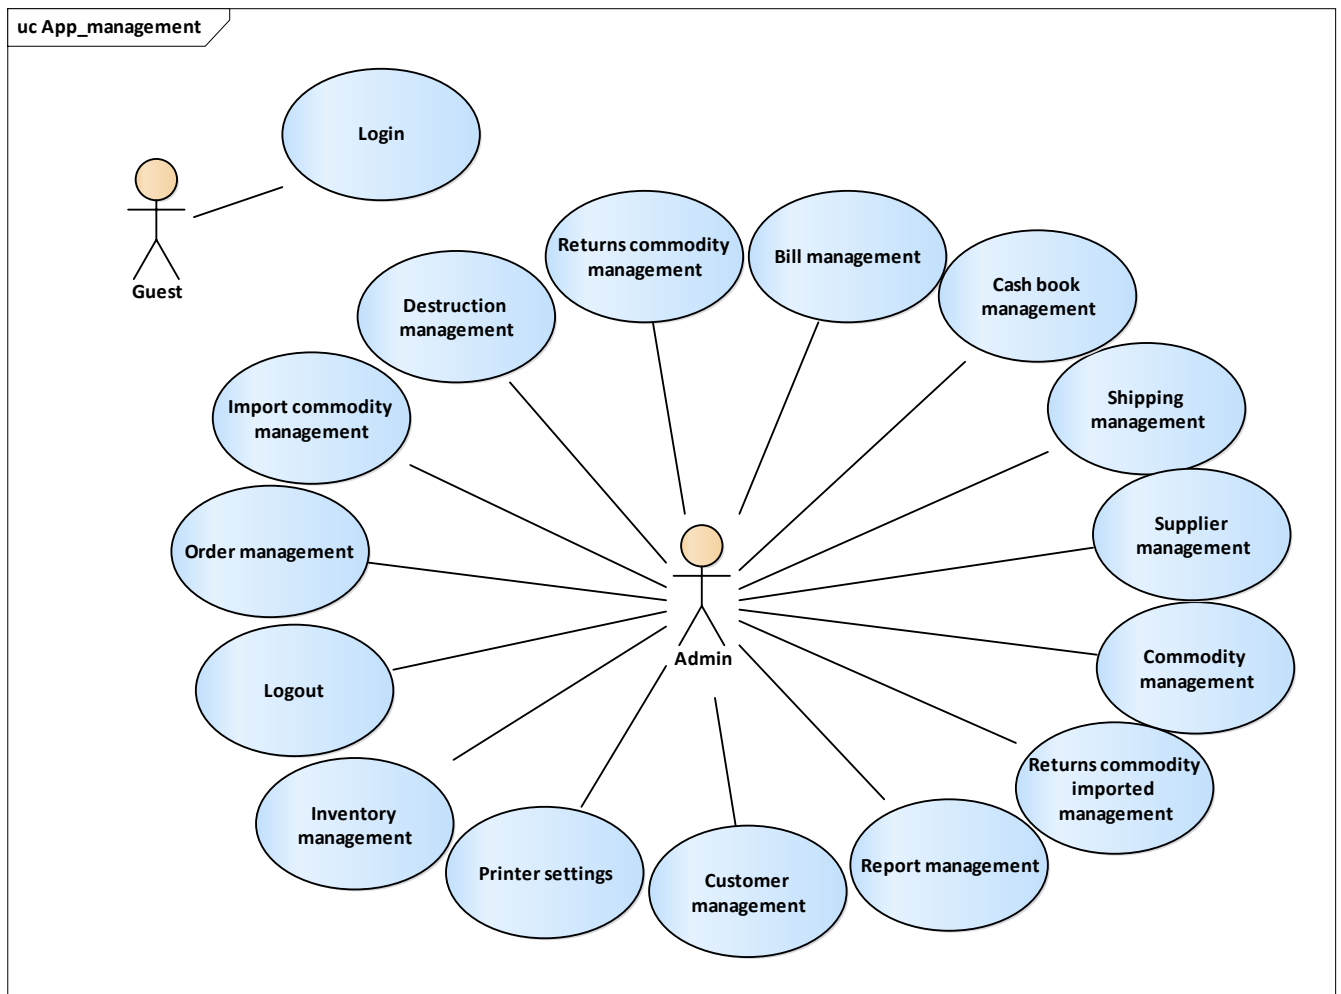 uc App_management
Login
Guest
Returns commodity
management
Bill management
Cash book
management
Destruction
management
Shipping
management
Import commodity
management
Supplier
management
Order management
Admin
Commodity
management
Logout
Returns commodity
imported
management
Inventory
management
Report management
Printer settings
Customer
management